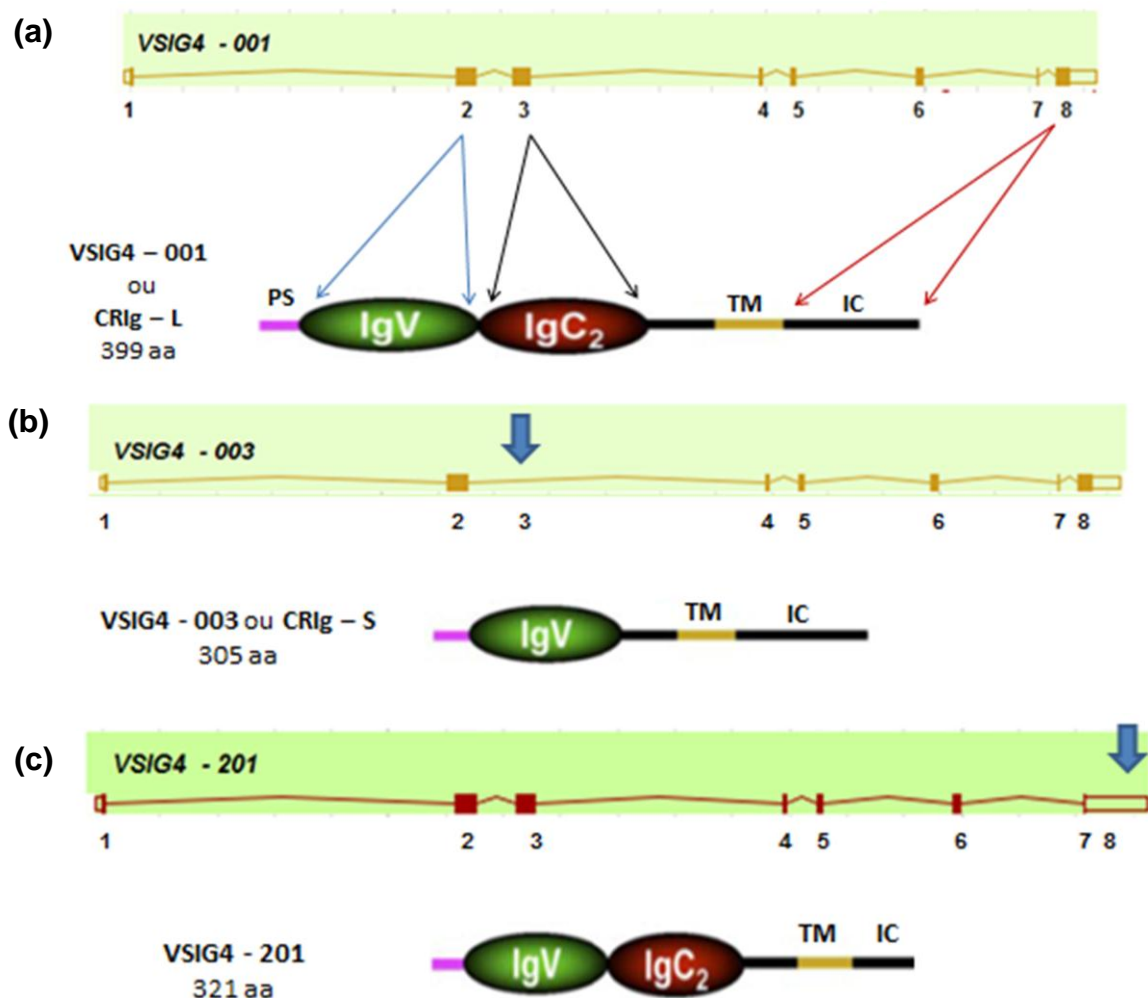 (a)
VSIG4 - 001
1 2 3 4 5 6 7 8
VSIG4 – 001
ou
CRIg – L
399 aa
PS
IgV
IgC2
TM
IC
(b)
VSIG4 - 003
1 2 3 4 5 6 7 8
VSIG4 - 003 ou CRIg – S
305 aa
IgV
TM
IC
(c)
VSIG4 - 201
1 2 3 4 5 6 7 8
VSIG4 - 201
321 aa
IgV
IgC2
TM
IC